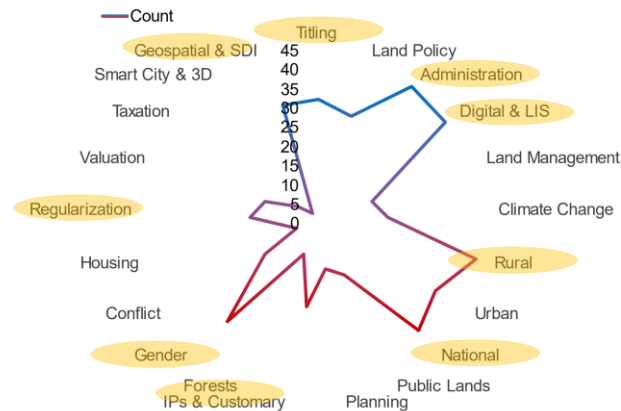 Count
Titling
Geospatial & SDI
Land Policy
Smart City & 3D
Administration
Taxation
Digital & LIS
Valuation
Land Management
Regularization
Climate Change
Housing
Rural
Conflict
Urban
Gender
National
Forests
Public Lands
IPs & Customary
Planning
45
40
35
30
25
20
15
10
5
0